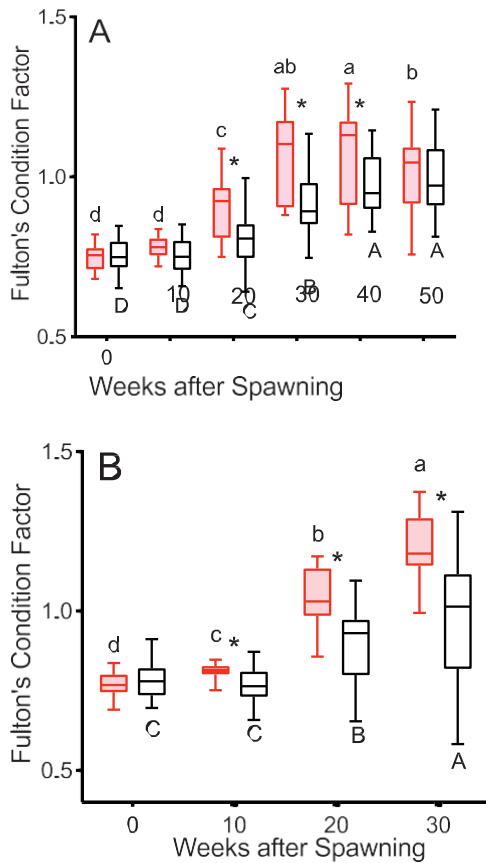 1.5
A
ab
a
b
*
*
c
*
Fulton's Condition Factor
1.0
d
d
D
10
D
20
C
30
B
40
A
50
A
0.5
0
Weeks after Spawning
1.5
B
a
*
b
*
Fulton's Condition Factor
1.0
d
c
*
C
C
B
A
0.5
0
10
20
30
Weeks after Spawning